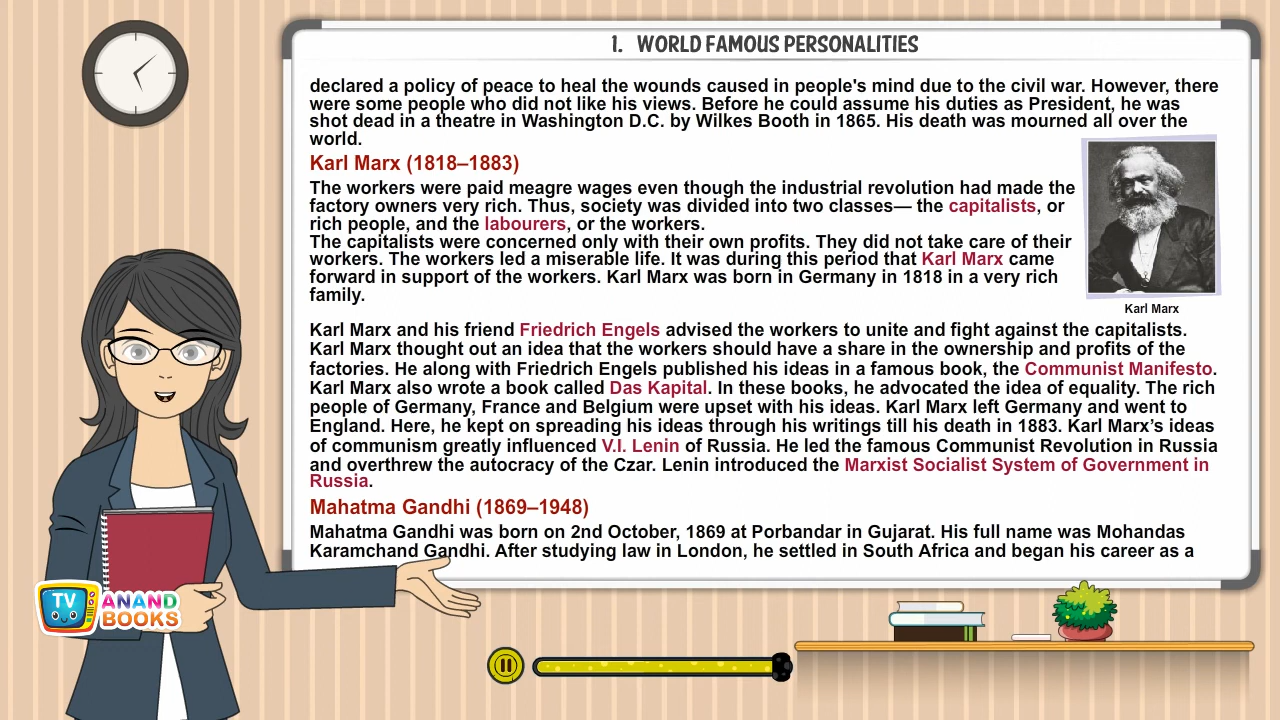 1. WORLD FAMOUS PERSONALITIES
declared a policy of peace to heal the wounds caused in people's mind due to the civil war. However, there
were some people who did not like his views. Before he could assume his duties as President, he was
shot dead in a theatre in Washington D.C. by Wilkes Booth in 1865. His death was mourned all over the
world.
Karl Marx (1818–1883)
The workers were paid meagre wages even though the industrial revolution had made the
factory owners very rich. Thus, society was divided into two classes— the capitalists, or
rich people, and the labourers, or the workers.
The capitalists were concerned only with their own profits. They did not take care of their
workers. The workers led a miserable life. It was during this period that Karl Marx came
forward in support of the workers. Karl Marx was born in Germany in 1818 in a very rich
family.
Karl Marx
Karl Marx and his friend Friedrich Engels advised the workers to unite and fight against the capitalists.
Karl Marx thought out an idea that the workers should have a share in the ownership and profits of the
factories. He along with Friedrich Engels published his ideas in a famous book, the Communist Manifesto.
Karl Marx also wrote a book called Das Kapital. In these books, he advocated the idea of equality. The rich
people of Germany, France and Belgium were upset with his ideas. Karl Marx left Germany and went to
England. Here, he kept on spreading his ideas through his writings till his death in 1883. Karl Marx’s ideas
of communism greatly influenced V.I. Lenin of Russia. He led the famous Communist Revolution in Russia
and overthrew the autocracy of the Czar. Lenin introduced the Marxist Socialist System of Government in
Russia.
Mahatma Gandhi (1869–1948)
Mahatma Gandhi was born on 2nd October, 1869 at Porbandar in Gujarat. His full name was Mohandas
Karamchand Gandhi. After studying law in London, he settled in South Africa and began his career as a
TV
ANAND
BOOKS